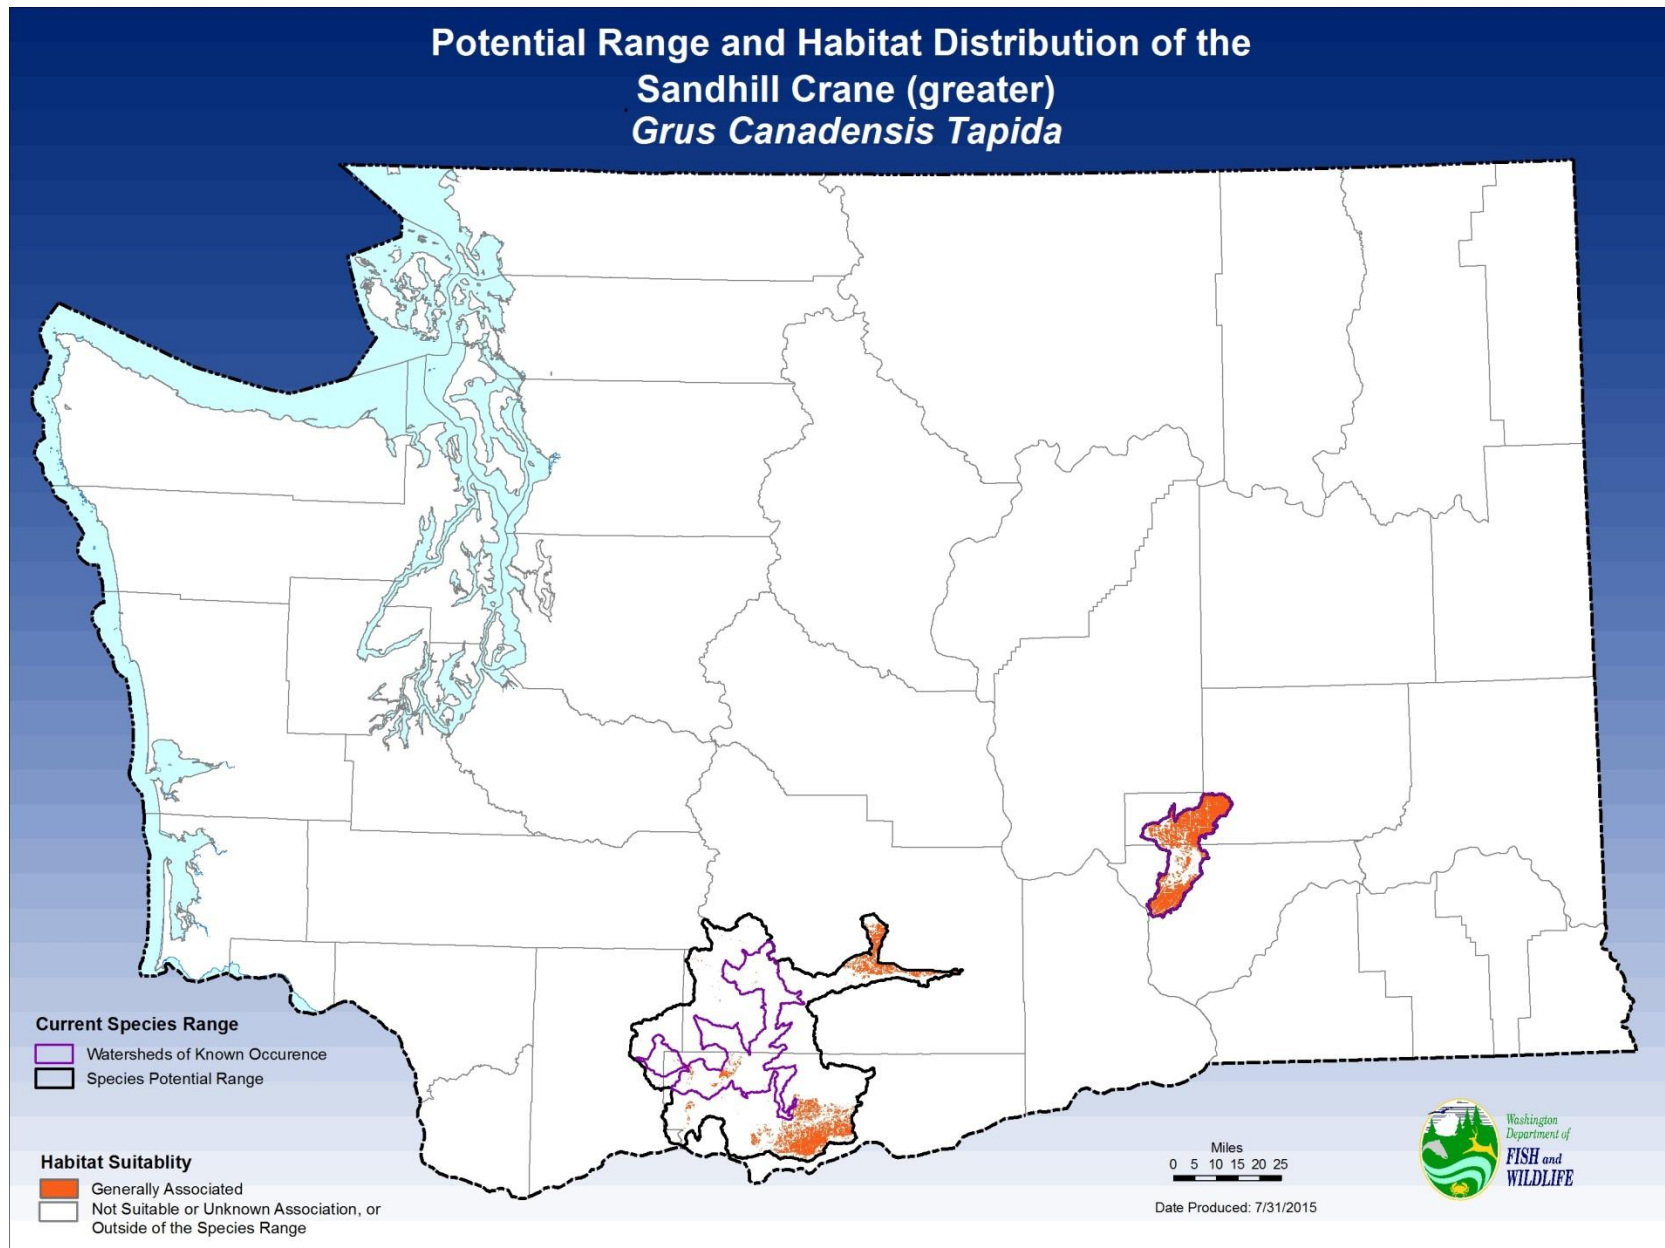 Potential Range and Habitat Distribution of the
Sandhill Crane (greater)
Grus Canadensis Tapida
Current Species Range
Watersheds of Known Occurence
Species Potential Range
Habitat Suitablity
Generally Associated
Not Suitable or Unknown Association, or
Outside of the Species Range
Miles
0 5 10 15 20 25
Date Produced: 7/31/2015
Washington
Department of
FISH and
WILDLIFE